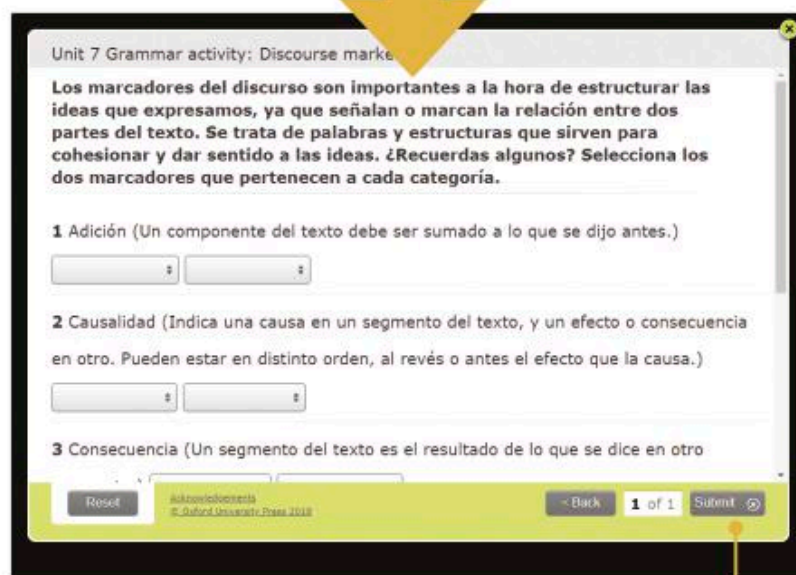 Unit 7 Grammar activity: Discourse marke
Los marcadores del discurso son importantes a la hora de estructurar las
ideas que expresamos, ya que señalan o marcan la relación entre dos
partes del texto. Se trata de palabras y estructuras que sirven para
cohesionar y dar sentido a las ideas. ¿Recuerdas algunos? Selecciona los
dos marcadores que pertenecen a cada categoría.
1 Adición (Un componente del texto debe ser sumado a lo que se dijo antes.)
2 Causalidad (Indica una causa en un segmento del texto, y un efecto o consecuencia
en otro. Pueden estar en distinto orden, al revés o antes el efecto que la causa.)
3 Consecuencia (Un segmento del texto es el resultado de lo que se dice en otro
Reset
Acknowledgements
© Oxford University Press 2018
< Back 1 of 1 Submit